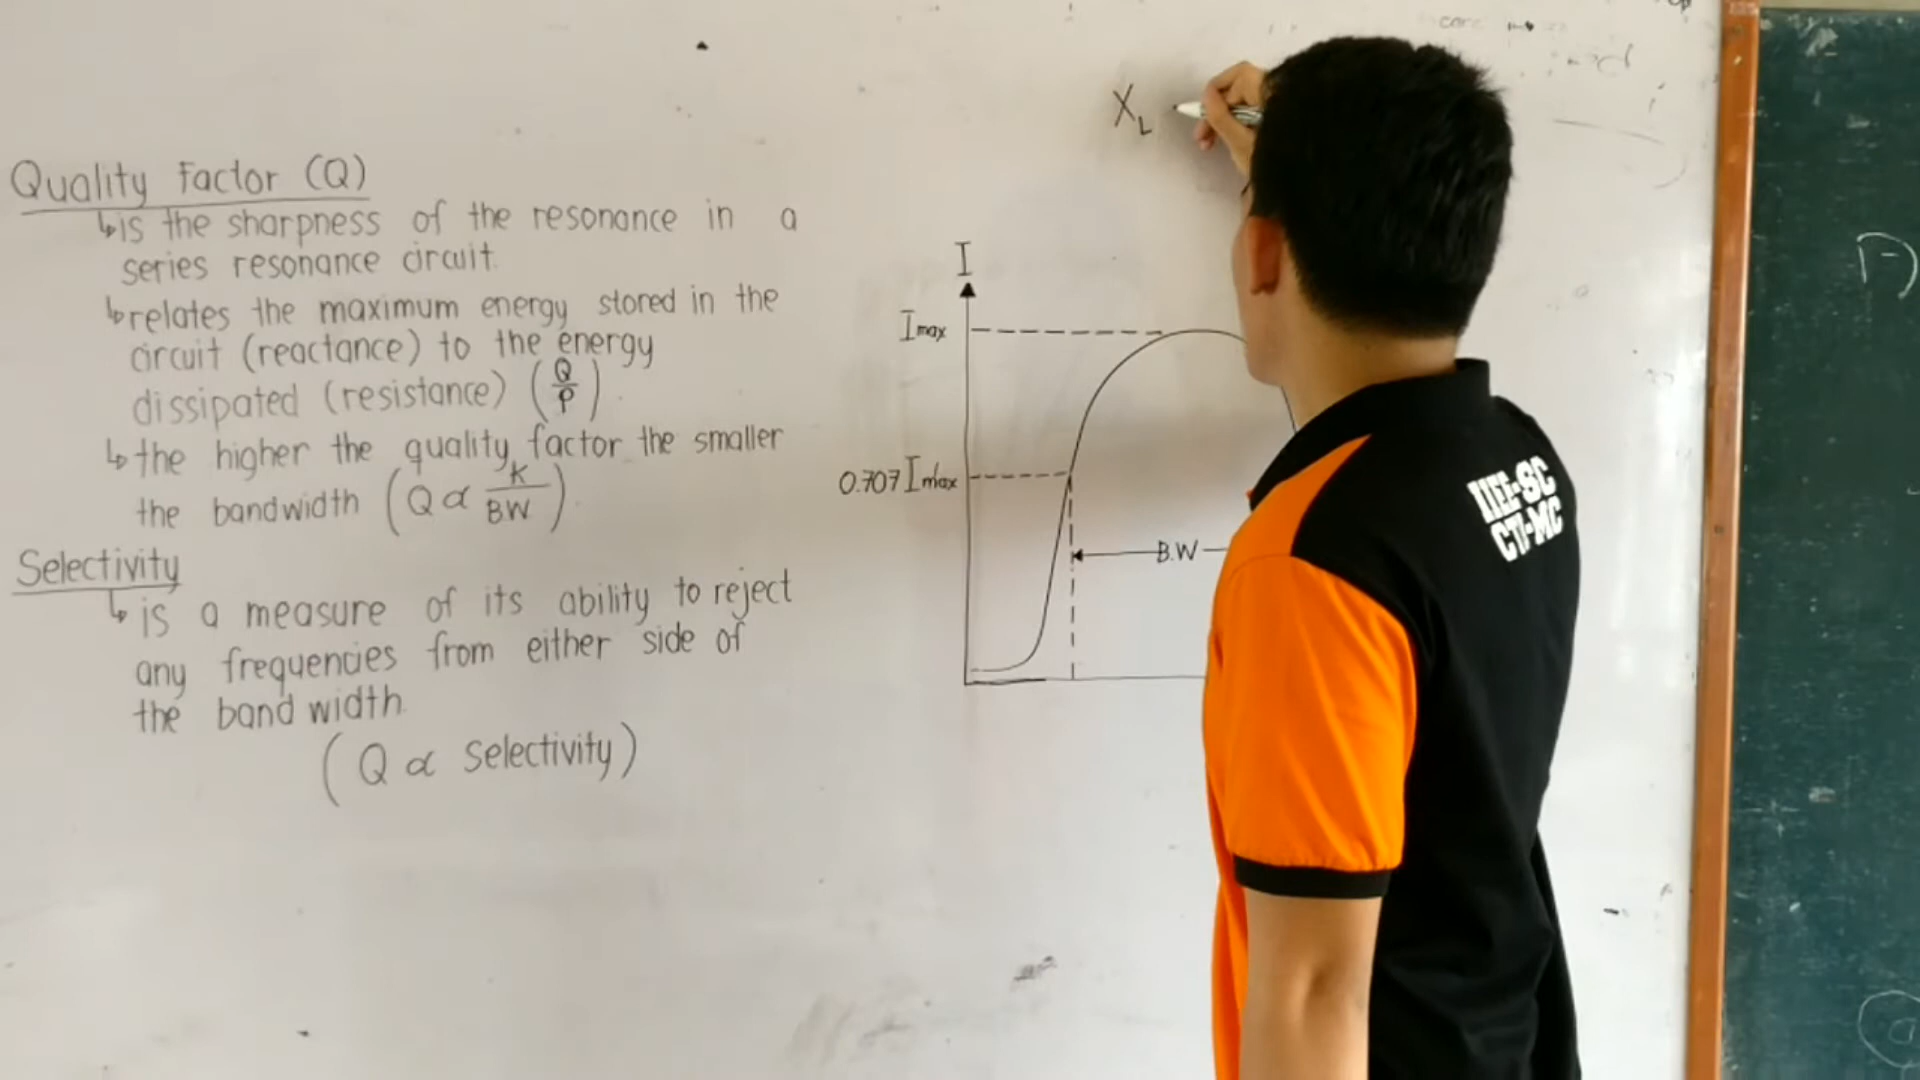 Quality Factor (Q)
↳is the sharpness of the resonance in a
series resonance circuit.
↳relates the maximum energy stored in the
circuit (reactance) to the energy
dissipated (resistance) (Q/P).
↳the higher the quality factor the smaller
the bandwidth (Q ∝ K/BW).
Selectivity
↳is a measure of its ability to reject
any frequencies from either side of
the band width.
(Q ∝ Selectivity)
X_L
I
Imax
0.707 Imax
B.W
IIEE-SC
CTI-MC